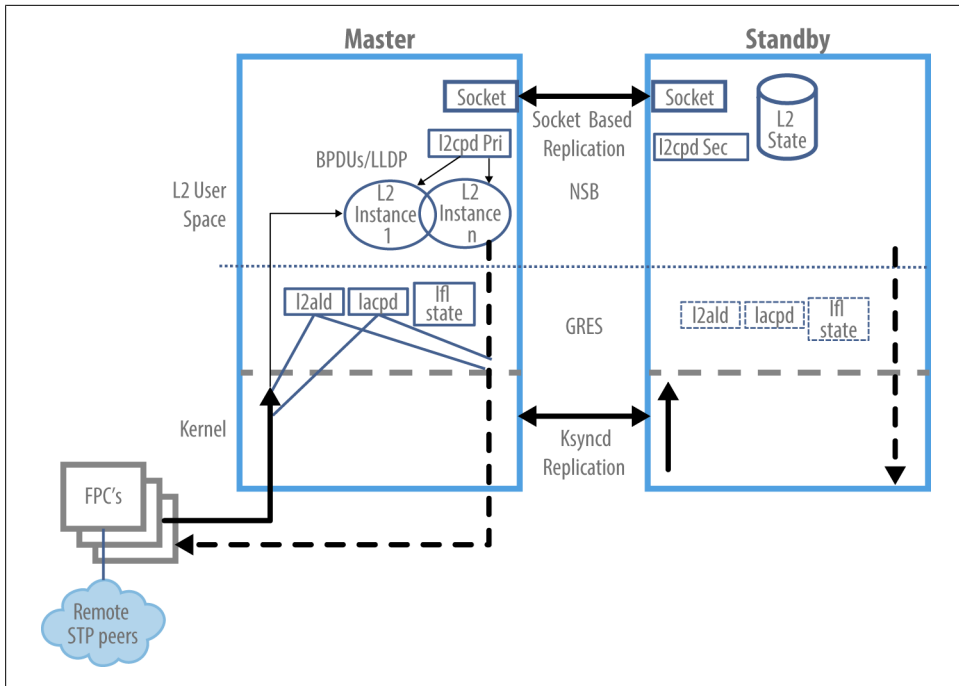 Master
Standby
Socket
Socket
Socket Based
Replication
L2
State
l2cpd Pri
l2cpd Sec
BPDUs/LLDP
L2 User
Space
L2
Instance
1
L2
Instance
n
NSB
l2ald
lacpd
Ifl
state
GRES
l2ald
lacpd
Ifl
state
Kernel
Ksyncd
Replication
FPC's
Remote
STP peers